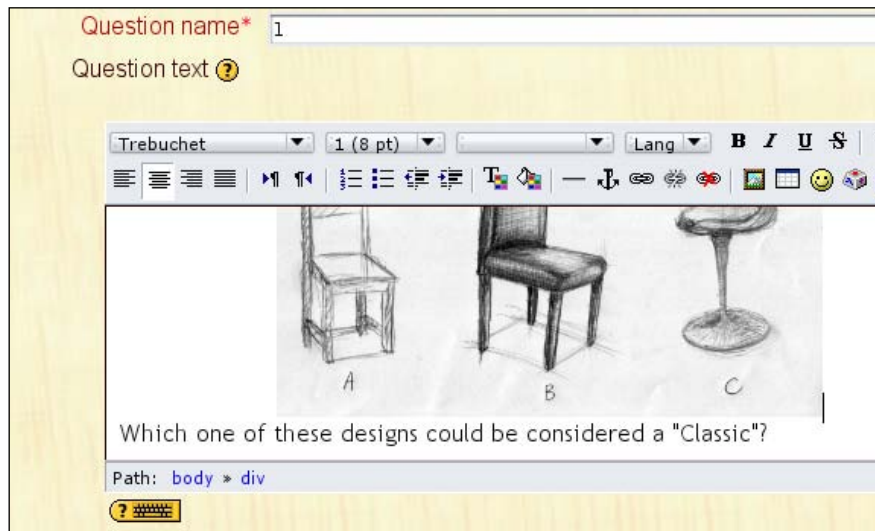 Question name* 1
Question text ?
Trebuchet 1 (8 pt) Lang B I U S
A B C
Which one of these designs could be considered a "Classic"?
Path: body » div
?